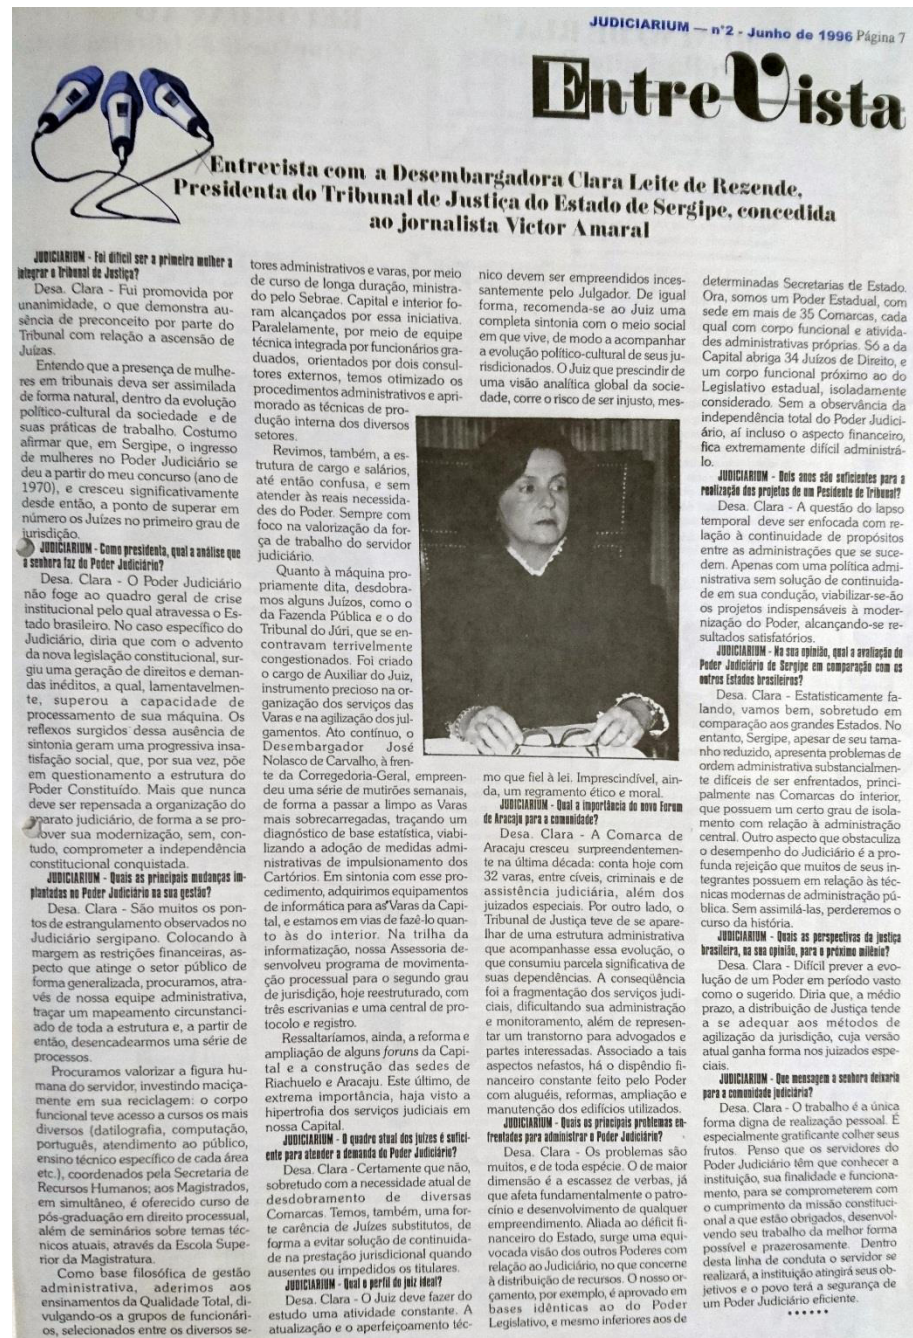 JUDICIARIUM — n°2 - Junho de 1996 Página 7
EntreVista
Entrevista com a Desembargadora Clara Leite de Rezende,
Presidenta do Tribunal de Justiça do Estado de Sergipe, concedida
ao jornalista Victor Amaral
JUDICIARIUM - Foi difícil ser a primeira mulher a
integrar o Tribunal de Justiça?
Desa. Clara - Fui promovida por
unanimidade, o que demonstra au-
sência de preconceito por parte do
Tribunal com relação a ascensão de
Juízas.
Entendo que a presença de mulhe-
res em tribunais deva ser assimilada
de forma natural, dentro da evolução
político-cultural da sociedade e de
suas práticas de trabalho. Costumo
afirmar que, em Sergipe, o ingresso
de mulheres no Poder Judiciário se
deu a partir do meu concurso (ano de
1970), e cresceu significativamente
desde então, a ponto de superar em
número os Juízes no primeiro grau de
jurisdição.
JUDICIARIUM - Como presidenta, qual a análise que
a senhora faz do Poder Judiciário?
Desa. Clara - O Poder Judiciário
não foge ao quadro geral de crise
institucional pelo qual atravessa o Es-
tado brasileiro. No caso específico do
Judiciário, diria que com o advento
da nova legislação constitucional, sur-
giu uma geração de direitos e deman-
das inéditos, a qual, lamentavelmen-
te, superou a capacidade de
processamento de sua máquina. Os
reflexos surgidos dessa ausência de
sintonia geram uma progressiva insa-
tisfação social, que, por sua vez, põe
em questionamento a estrutura do
Poder Constituído. Mais que nunca
deve ser repensada a organização do
aparato judiciário, de forma a se pro-
mover sua modernização, sem, con-
tudo, comprometer a independência
constitucional conquistada.
JUDICIARIUM - Quais as principais mudanças im-
plantadas no Poder Judiciário na sua gestão?
Desa. Clara - São muitos os pon-
tos de estrangulamento observados no
Judiciário sergipano. Colocando à
margem as restrições financeiras, as-
pecto que atinge o setor público de
forma generalizada, procuramos, atra-
vés de nossa equipe administrativa,
traçar um mapeamento circunstanci-
ado de toda a estrutura e, a partir de
então, desencadearmos uma série de
processos.
Procuramos valorizar a figura hu-
mana do servidor, investindo maciça-
mente em sua reciclagem: o corpo
funcional teve acesso a cursos os mais
diversos (datilografia, computação,
português, atendimento ao público,
ensino técnico específico de cada área
etc.), coordenados pela Secretaria de
Recursos Humanos; aos Magistrados,
em simultâneo, é oferecido curso de
pós-graduação em direito processual,
além de seminários sobre temas téc-
nicos atuais, através da Escola Supe-
rior da Magistratura.
Como base filosófica de gestão
administrativa, aderimos aos
ensinamentos da Qualidade Total, di-
vulgando-os a grupos de funcionári-
os, selecionados entre os diversos se-
tores administrativos e varas, por meio
de curso de longa duração, ministra-
do pelo Sebrae. Capital e interior fo-
ram alcançados por essa iniciativa.
Paralelamente, por meio de equipe
técnica integrada por funcionários gra-
duados, orientados por dois consul-
tores externos, temos otimizado os
procedimentos administrativos e apri-
morado as técnicas de pro-
dução interna dos diversos
setores.
Revimos, também, a es-
trutura de cargo e salários,
até então confusa, e sem
atender às reais necessida-
des do Poder. Sempre com
foco na valorização da for-
ça de trabalho do servidor
judiciário.
Quanto à máquina pro-
priamente dita, desdobra-
mos alguns Juízos, como o
da Fazenda Pública e o do
Tribunal do Júri, que se en-
contravam terrivelmente
congestionados. Foi criado
o cargo de Auxiliar do Juiz,
instrumento precioso na or-
ganização dos serviços das
Varas e na agilização dos jul-
gamentos. Ato contínuo, o
Desembargador José
Nolasco de Carvalho, à fren-
te da Corregedoria-Geral, empreen-
deu uma série de mutirões semanais,
de forma a passar a limpo as Varas
mais sobrecarregadas, traçando um
diagnóstico de base estatística, viabi-
lizando a adoção de medidas admi-
nistrativas de impulsionamento dos
Cartórios. Em sintonia com esse pro-
cedimento, adquirimos equipamentos
de informática para as Varas da Capi-
tal, e estamos em vias de fazê-lo quan-
to às do interior. Na trilha da
informatização, nossa Assessoria de-
senvolveu programa de movimenta-
ção processual para o segundo grau
de jurisdição, hoje reestruturado, com
três escrivanias e uma central de pro-
tocolo e registro.
Ressaltaríamos, ainda, a reforma e
ampliação de alguns foruns da Capi-
tal e a construção das sedes de
Riachuelo e Aracaju. Este último, de
extrema importância, haja visto a
hipertrofia dos serviços judiciais em
nossa Capital.
JUDICIARIUM - O quadro atual dos juízes é sufici-
ente para atender a demanda do Poder Judiciário?
Desa. Clara - Certamente que não,
sobretudo com a necessidade atual de
desdobramento de diversas
Comarcas. Temos, também, uma for-
te carência de Juízes substitutos, de
forma a evitar solução de continuida-
de na prestação jurisdicional quando
ausentes ou impedidos os titulares.
JUDICIARIUM - Qual o perfil do juiz ideal?
Desa. Clara - O Juiz deve fazer do
estudo uma atividade constante. A
atualização e o aperfeiçoamento téc-
nico devem ser empreendidos inces-
santemente pelo Julgador. De igual
forma, recomenda-se ao Juiz uma
completa sintonia com o meio social
em que vive, de modo a acompanhar
a evolução político-cultural de seus ju-
risdicionados. O Juiz que prescindir de
uma visão analítica global da socie-
dade, corre o risco de ser injusto, mes-
mo que fiel à lei. Imprescindível, ain-
da, um regramento ético e moral.
JUDICIARIUM - Qual a importância do novo Forum
de Aracaju para a comunidade?
Desa. Clara - A Comarca de
Aracaju cresceu surpreendentemen-
te na última década: conta hoje com
32 varas, entre cíveis, criminais e de
assistência judiciária, além dos
juizados especiais. Por outro lado, o
Tribunal de Justiça teve de se apare-
lhar de uma estrutura administrativa
que acompanhasse essa evolução, o
que consumiu parcela significativa de
suas dependências. A conseqüência
foi a fragmentação dos serviços judi-
ciais, dificultando sua administração
e monitoramento, além de represen-
tar um transtorno para advogados e
partes interessadas. Associado a tais
aspectos nefastos, há o dispêndio fi-
nanceiro constante feito pelo Poder
com aluguéis, reformas, ampliação e
manutenção dos edifícios utilizados.
JUDICIARIUM - Quais os principais problemas en-
frentados para administrar o Poder Judiciário?
Desa. Clara - Os problemas são
muitos, e de toda espécie. O de maior
dimensão é a escassez de verbas, já
que afeta fundamentalmente o patro-
cínio e desenvolvimento de qualquer
empreendimento. Aliada ao déficit fi-
nanceiro do Estado, surge uma equi-
vocada visão dos outros Poderes com
relação ao Judiciário, no que concerne
à distribuição de recursos. O nosso or-
çamento, por exemplo, é aprovado em
bases idênticas ao do Poder
Legislativo, e mesmo inferiores aos de
determinadas Secretarias de Estado.
Ora, somos um Poder Estadual, com
sede em mais de 35 Comarcas, cada
qual com corpo funcional e ativida-
des administrativas próprias. Só a da
Capital abriga 34 Juízos de Direito, e
um corpo funcional próximo ao do
Legislativo estadual, isoladamente
considerado. Sem a observância da
independência total do Poder Judici-
ário, aí incluso o aspecto financeiro,
fica extremamente difícil administrá-
lo.
JUDICIARIUM - Dois anos são suficientes para a
realização dos projetos de um Pesidente de Tribunal?
Desa. Clara - A questão do lapso
temporal deve ser enfocada com re-
lação à continuidade de propósitos
entre as administrações que se suce-
dem. Apenas com uma política admi-
nistrativa sem solução de continuida-
de em sua condução, viabilizar-se-ão
os projetos indispensáveis à moder-
nização do Poder, alcançando-se re-
sultados satisfatórios.
JUDICIARIUM - Na sua opinião, qual a avaliação do
Poder Judiciário de Sergipe em comparação com os
outros Estados brasileiros?
Desa. Clara - Estatisticamente fa-
lando, vamos bem, sobretudo em
comparação aos grandes Estados. No
entanto, Sergipe, apesar de seu tama-
nho reduzido, apresenta problemas de
ordem administrativa substancialmen-
te difíceis de ser enfrentados, princi-
palmente nas Comarcas do interior,
que possuem um certo grau de isola-
mento com relação à administração
central. Outro aspecto que obstaculiza
o desempenho do Judiciário é a pro-
funda rejeição que muitos de seus in-
tegrantes possuem em relação às téc-
nicas modernas de administração pú-
blica. Sem assimilá-las, perderemos o
curso da história.
JUDICIARIUM - Quais as perspectivas da justiça
brasileira, na sua opinião, para o próximo milênio?
Desa. Clara - Difícil prever a evo-
lução de um Poder em período vasto
como o sugerido. Diria que, a médio
prazo, a distribuição de Justiça tende
a se adequar aos métodos de
agilização da jurisdição, cuja versão
atual ganha forma nos juizados espe-
ciais.
JUDICIARIUM - Que mensagem a senhora deixaria
para a comunidade judiciária?
Desa. Clara - O trabalho é a única
forma digna de realização pessoal. É
especialmente gratificante colher seus
frutos. Penso que os servidores do
Poder Judiciário têm que conhecer a
instituição, sua finalidade e funciona-
mento, para se comprometerem com
o cumprimento da missão constituci-
onal a que estão obrigados, desenvol-
vendo seu trabalho da melhor forma
possível e prazerosamente. Dentro
desta linha de conduta o servidor se
realizará, a instituição atingirá seus ob-
jetivos e o povo terá a segurança de
um Poder Judiciário eficiente.
• • • • • •